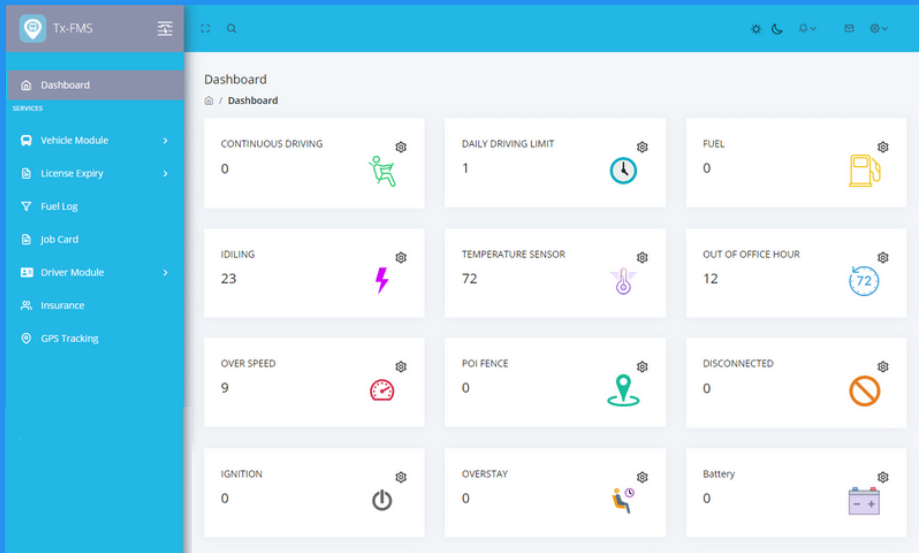 Tx-FMS
Dashboard
SERVICES
Vehicle Module
License Expiry
Fuel Log
Job Card
Driver Module
Insurance
GPS Tracking
Dashboard
/ Dashboard
CONTINUOUS DRIVING
0
DAILY DRIVING LIMIT
1
FUEL
0
IDILING
23
TEMPERATURE SENSOR
72
OUT OF OFFICE HOUR
12
72
OVER SPEED
9
POI FENCE
0
DISCONNECTED
0
IGNITION
0
OVERSTAY
0
Battery
0